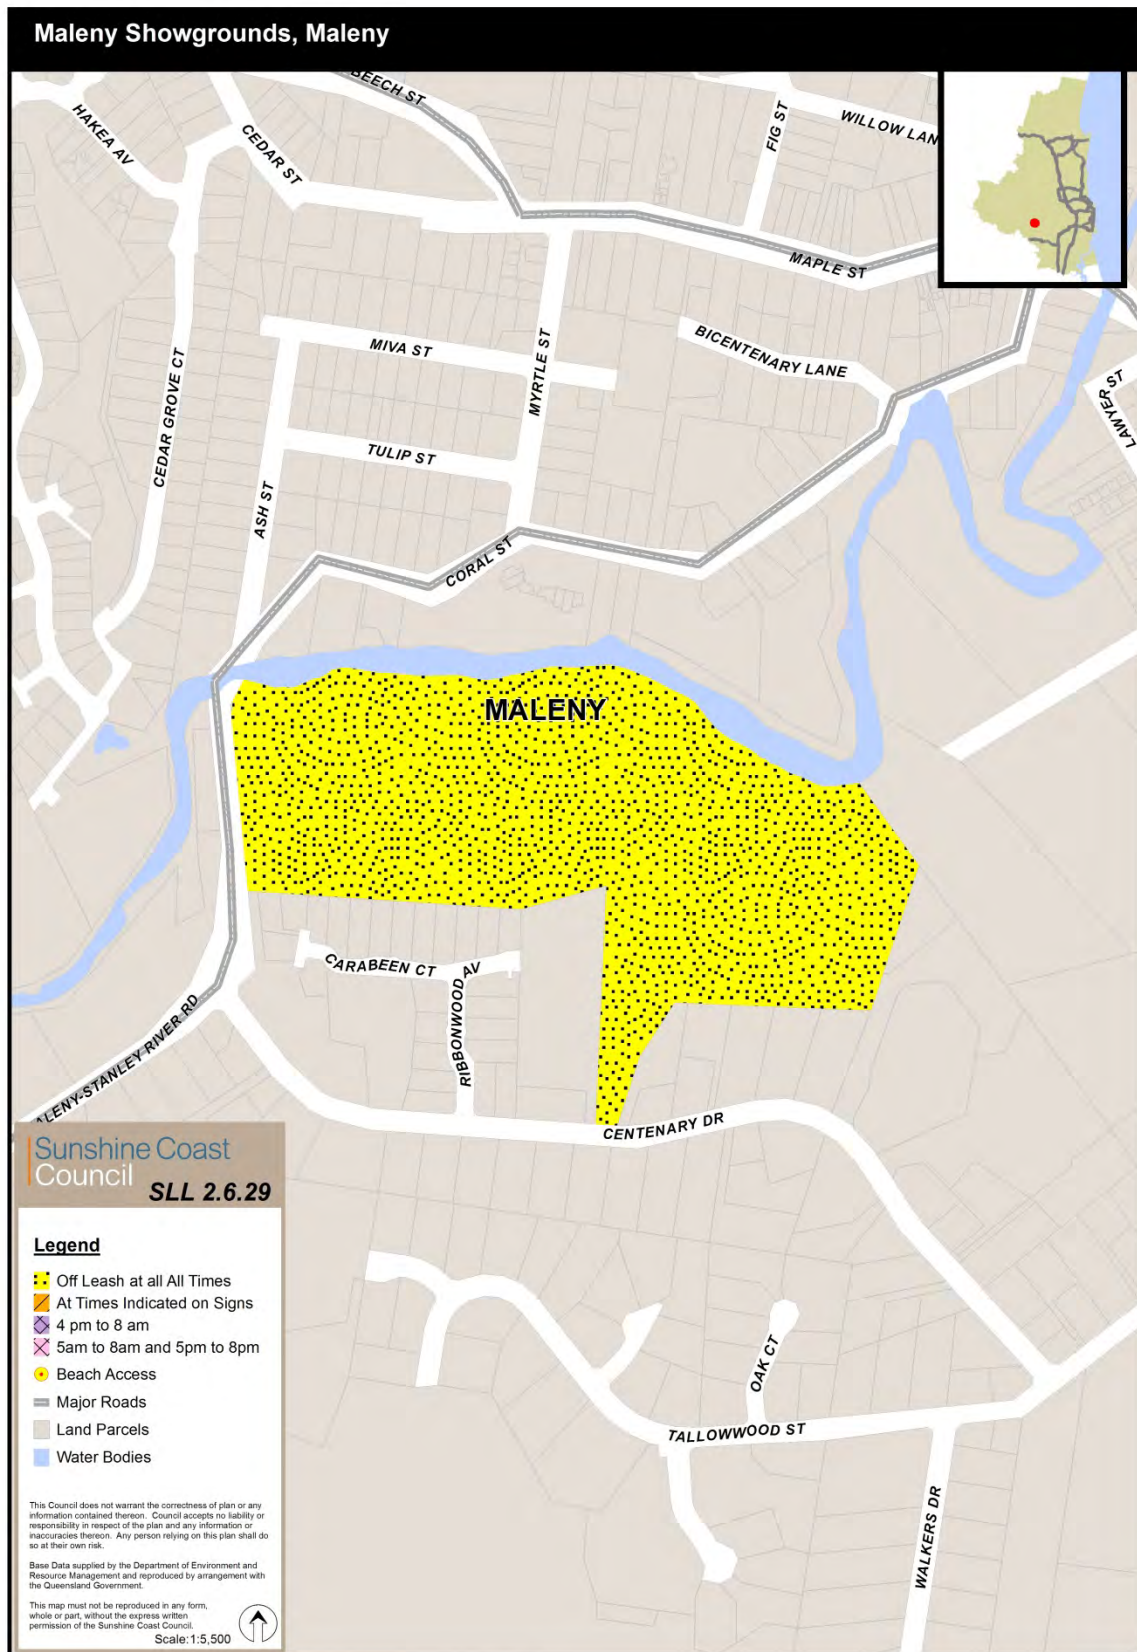 Maleny Showgrounds, Maleny
BEECH ST
HAKEA AV
CEDAR ST
FIG ST
WILLOW LAN
MAPLE ST
MIVA ST
MYRTLE ST
BICENTENARY LANE
CEDAR GROVE CT
LAWYER ST
TULIP ST
ASH ST
CORAL ST
MALENY
CARABEEN CT
RIBBONWOOD AV
ALENY-STANLEY RIVER RD
CENTENARY DR
OAK CT
TALLOWWOOD ST
WALKERS DR
Sunshine Coast
Council
SLL 2.6.29
Legend
Off Leash at all All Times
At Times Indicated on Signs
4 pm to 8 am
5am to 8am and 5pm to 8pm
Beach Access
Major Roads
Land Parcels
Water Bodies
This Council does not warrant the correctness of plan or any
information contained thereon. Council accepts no liability or
responsibility in respect of the plan and any information or
inaccuracies thereon. Any person relying on this plan shall do
so at their own risk.
Base Data supplied by the Department of Environment and
Resource Management and reproduced by arrangement with
the Queensland Government.
This map must not be reproduced in any form,
whole or part, without the express written
permission of the Sunshine Coast Council.
Scale:1:5,500